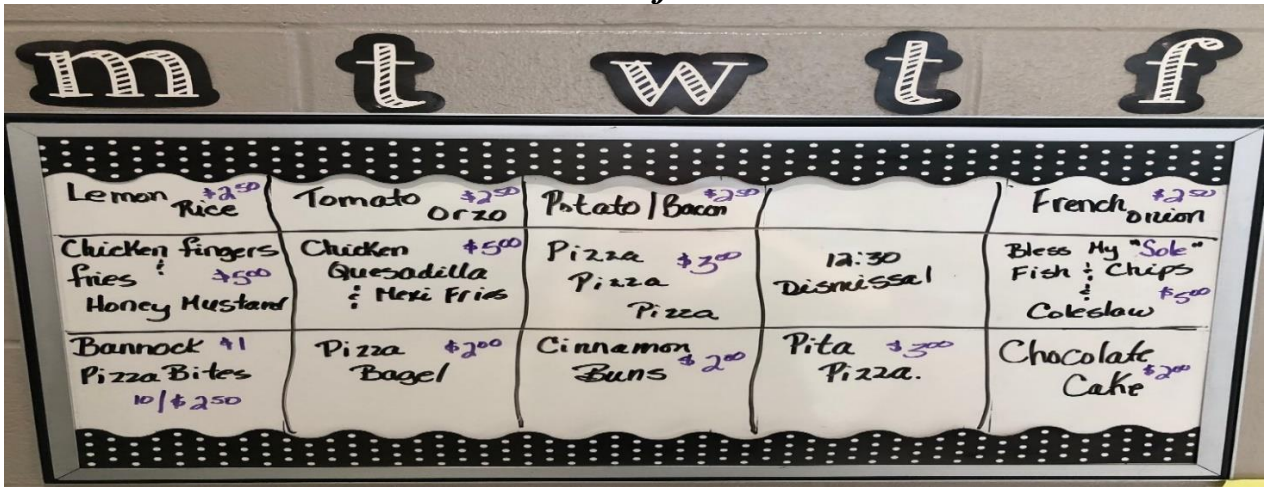 m t w t f
Lemon $2.50
Rice
Tomato $2.50
Orzo
Potato | Bacon $2.50
French $2.50
Onion
Chicken fingers
& fries $5.00
Honey Mustard
Chicken $5.00
Quesadilla
& Mexi Fries
Pizza $3.00
Pizza
Pizza
12:30
Dismissal
Bless My "Sole"
Fish & Chips
& $5.00
Coleslaw
Bannock $1
Pizza Bites
10/$2.50
Pizza $2.00
Bagel
Cinnamon
Buns $2.00
Pita $3.00
Pizza.
Chocolate
Cake $2.00